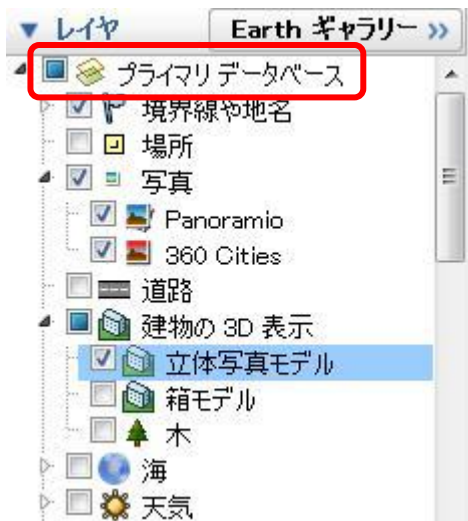 レイヤ Earth ギャラリー >>
プライマリ データベース
境界線や地名
場所
写真
Panoramio
360 Cities
道路
建物の 3D 表示
立体写真モデル
箱モデル
木
海
天気